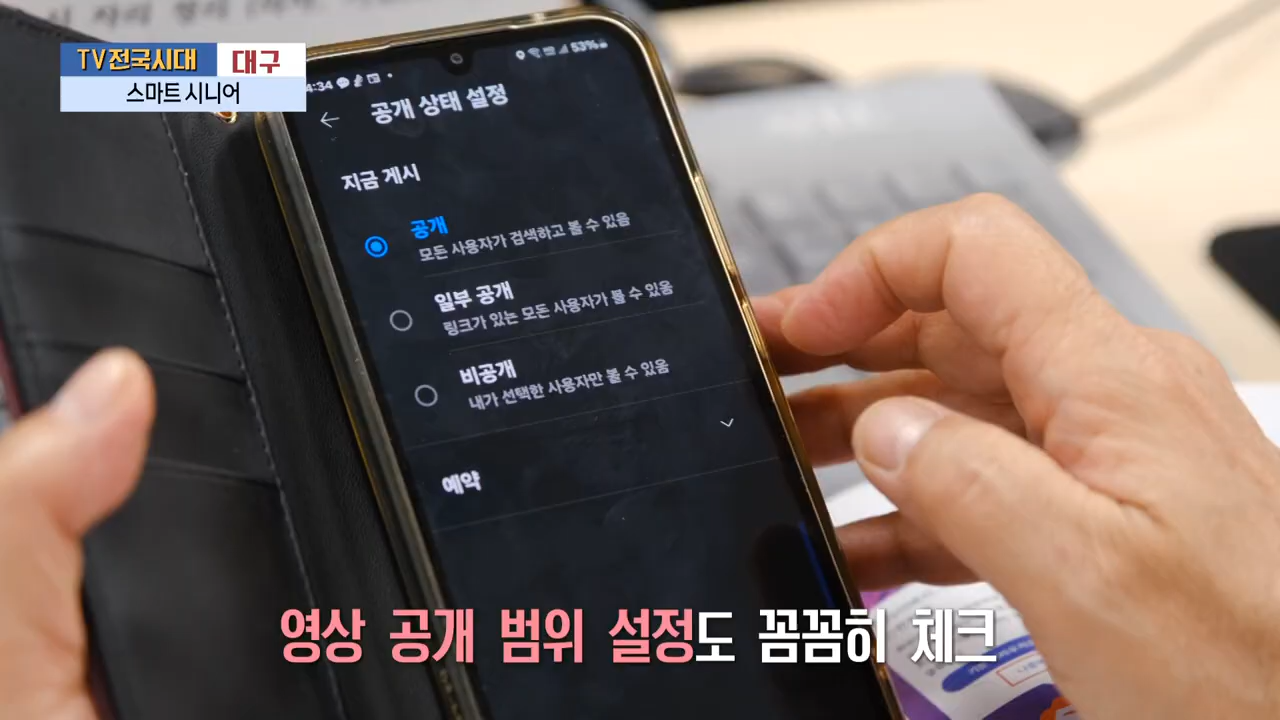 TV전국시대 대구
스마트 시니어
4:34
53%
공개 상태 설정
지금 게시
공개
모든 사용자가 검색하고 볼 수 있음
일부 공개
링크가 있는 모든 사용자가 볼 수 있음
비공개
내가 선택한 사용자만 볼 수 있음
예약
영상 공개 범위 설정도 꼼꼼히 체크